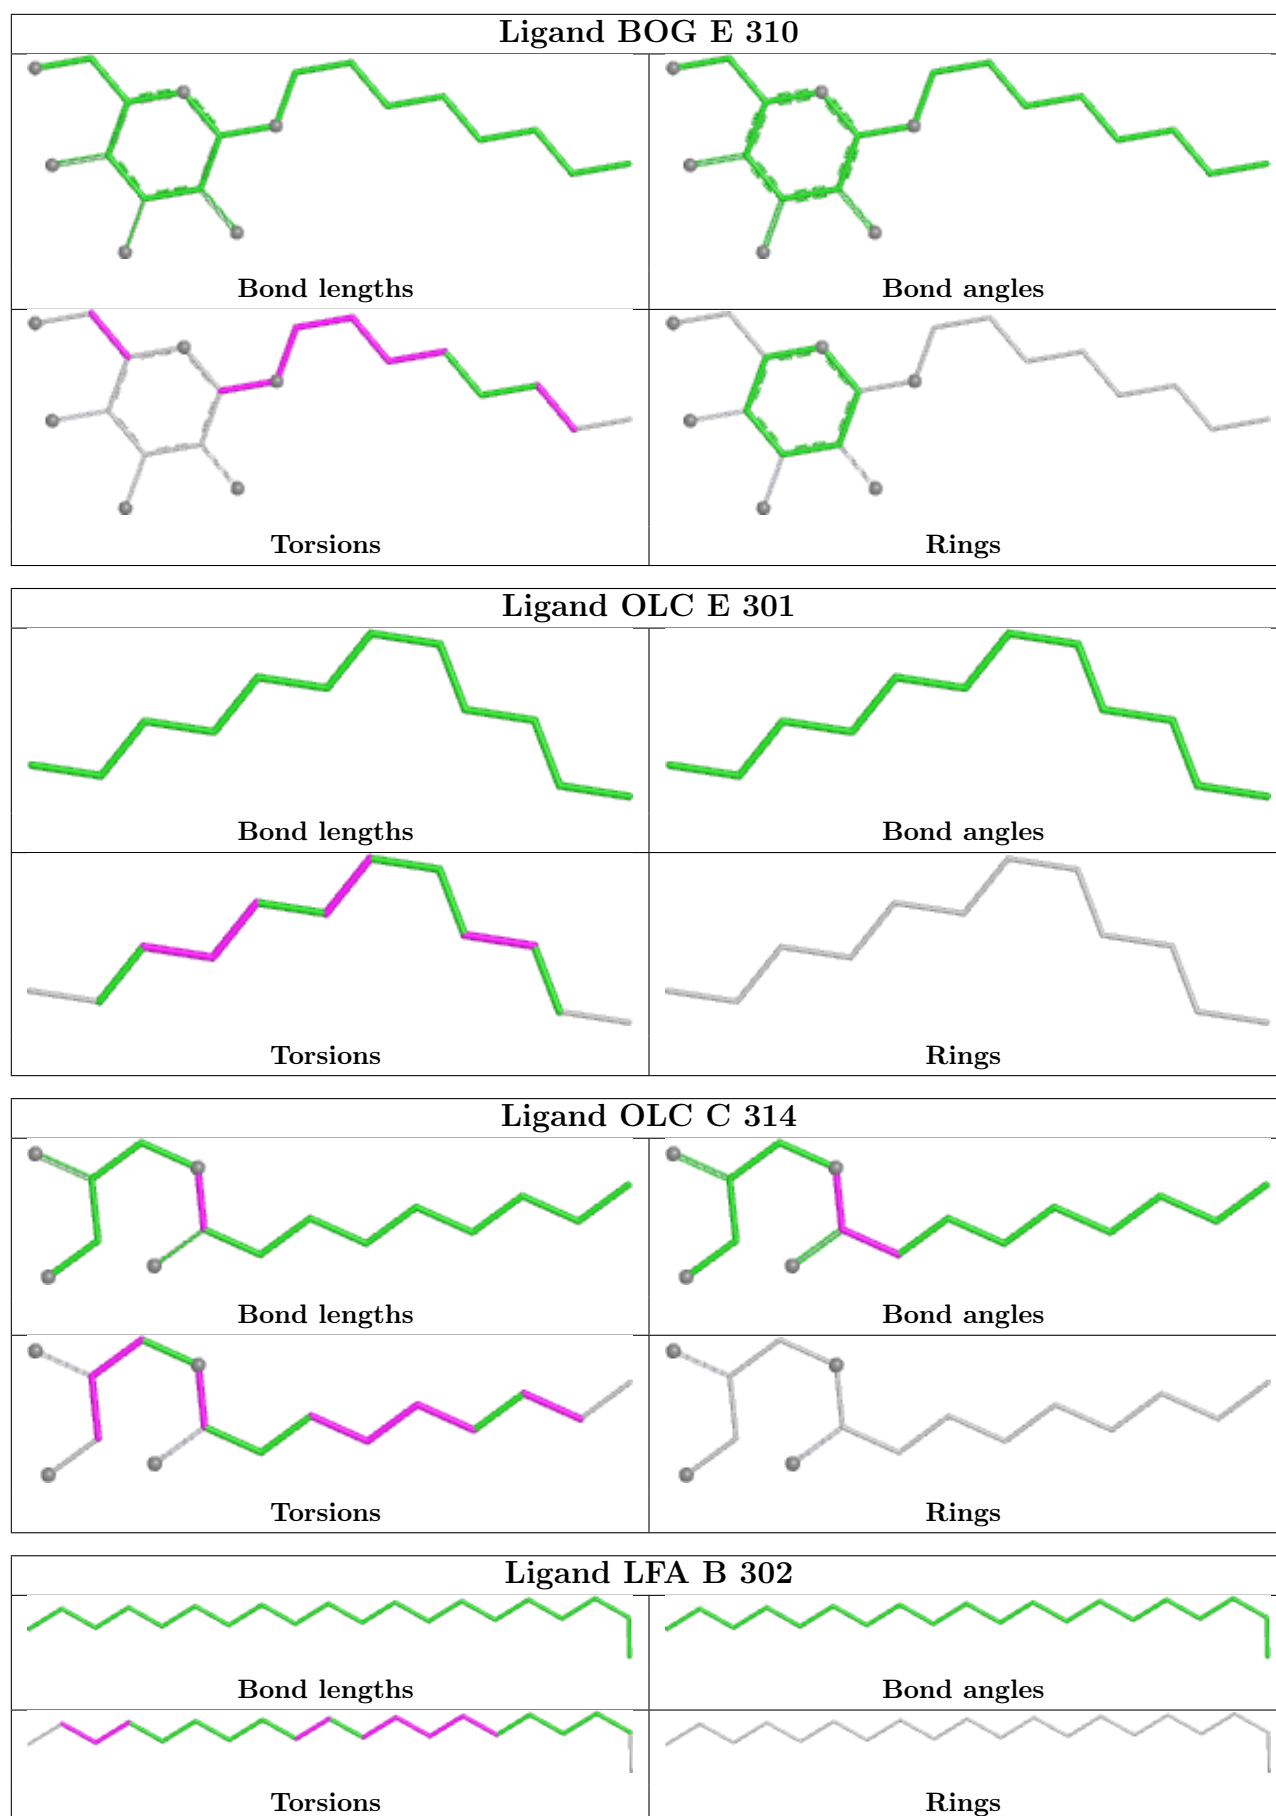 Ligand BOG E 310
Bond lengths
Bond angles
Torsions
Rings
Ligand OLC E 301
Bond lengths
Bond angles
Torsions
Rings
Ligand OLC C 314
Bond lengths
Bond angles
Torsions
Rings
Ligand LFA B 302
Bond lengths
Bond angles
Torsions
Rings